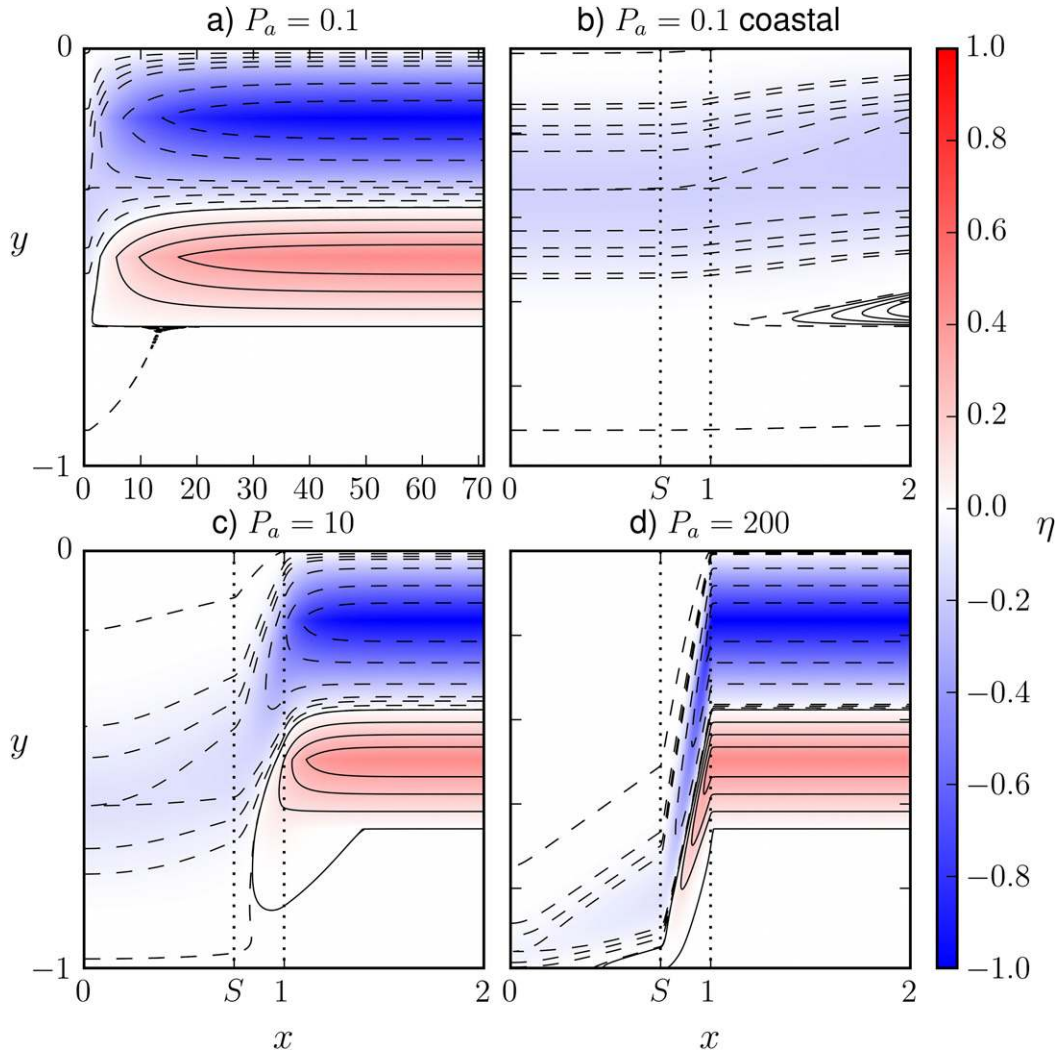 a) P_a = 0.1
b) P_a = 0.1 coastal
0
y
−1
0 10 20 30 40 50 60 70
0 S 1 2
c) P_a = 10
d) P_a = 200
0
y
−1
0 S 1 2
0 S 1 2
x
x
1.0
0.8
0.6
0.4
0.2
0.0
−0.2
−0.4
−0.6
−0.8
−1.0
η